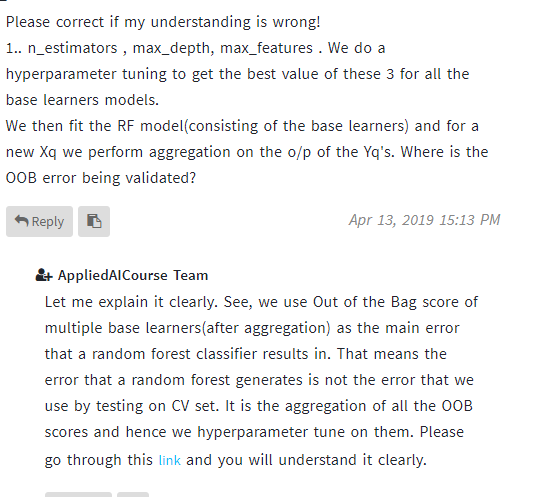 Please correct if my understanding is wrong!
1.. n_estimators , max_depth, max_features . We do a
hyperparameter tuning to get the best value of these 3 for all the
base learners models.
We then fit the RF model(consisting of the base learners) and for a
new Xq we perform aggregation on the o/p of the Yq's. Where is the
OOB error being validated?
Reply
Apr 13, 2019 15:13 PM
AppliedAICourse Team
Let me explain it clearly. See, we use Out of the Bag score of
multiple base learners(after aggregation) as the main error
that a random forest classifier results in. That means the
error that a random forest generates is not the error that we
use by testing on CV set. It is the aggregation of all the OOB
scores and hence we hyperparameter tune on them. Please
go through this link and you will understand it clearly.